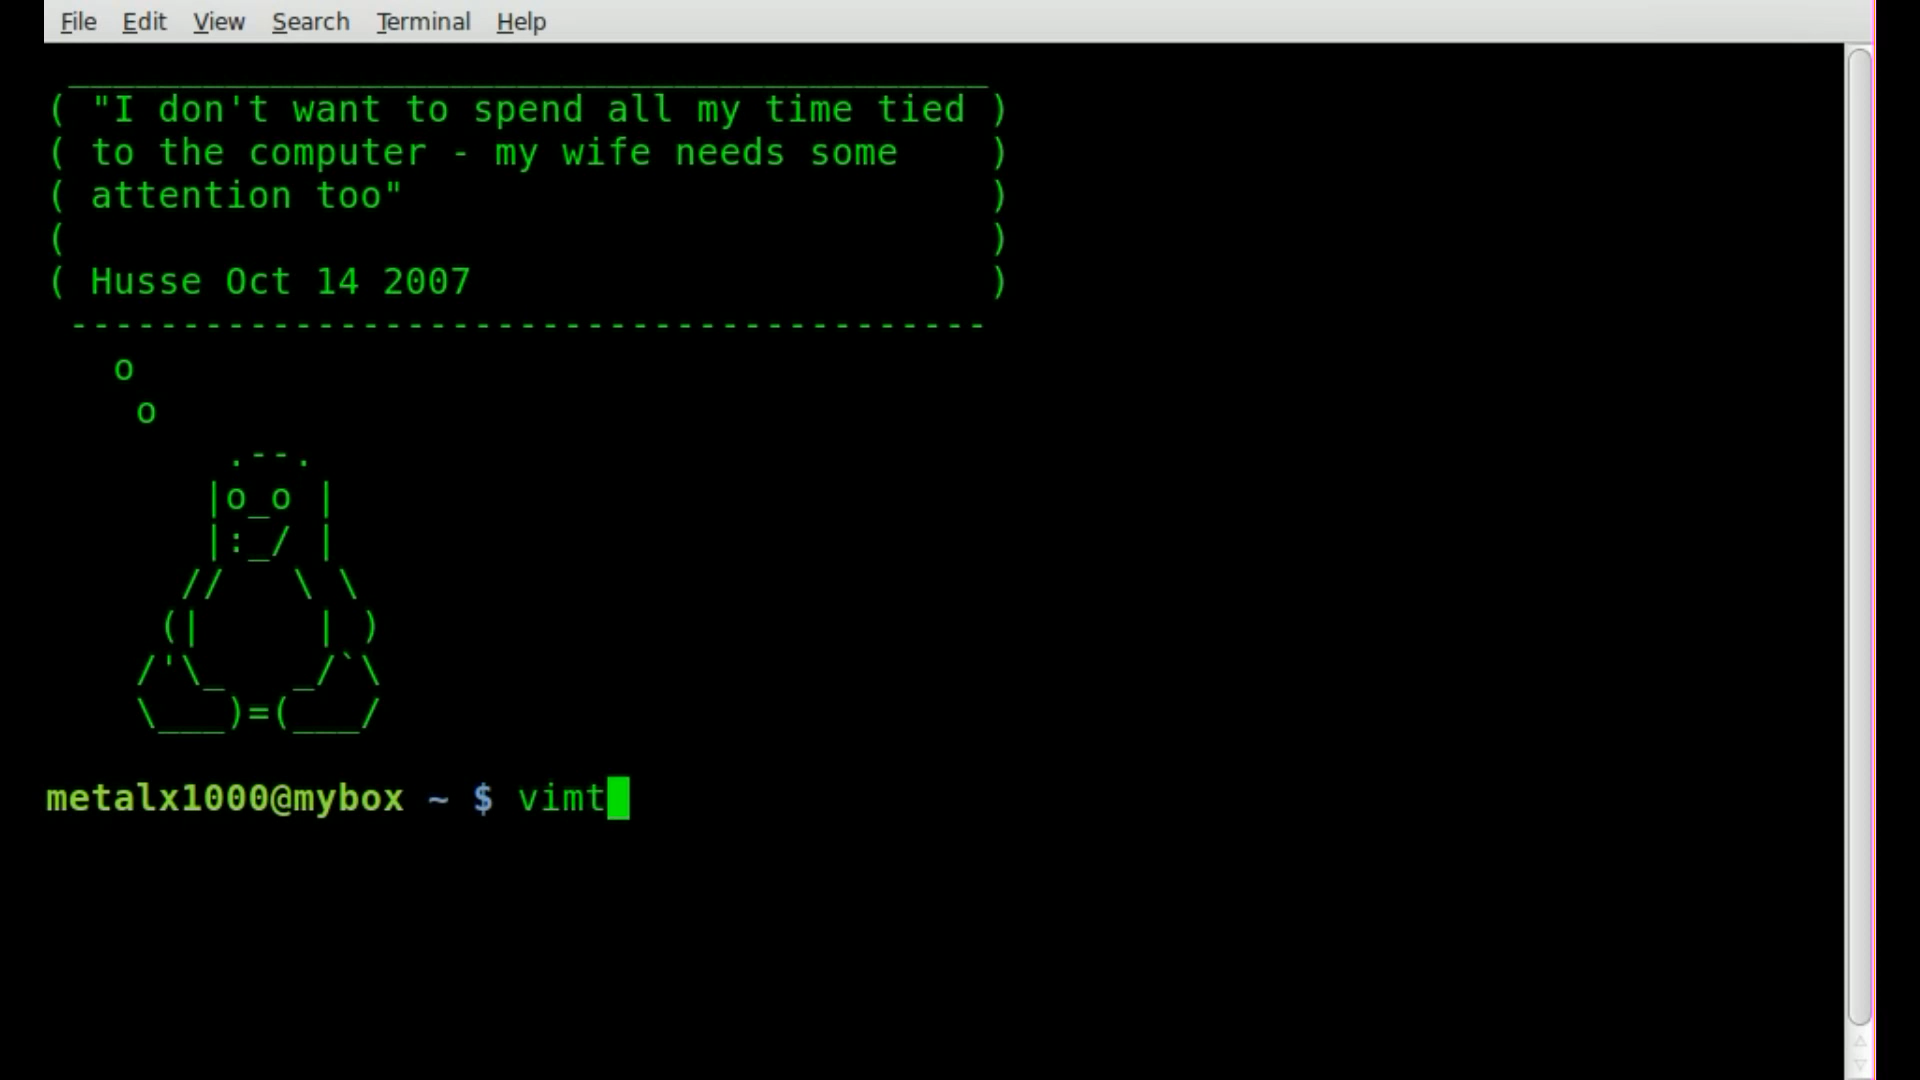 File Edit View Search Terminal Help
 _________________________________________
( "I don't want to spend all my time tied )
( to the computer - my wife needs some    )
( attention too"                          )
(                                         )
( Husse Oct 14 2007                       )
 -----------------------------------------
   o
    o
        .--.
       |o_o |
       |:_/ |
      //   \ \
     (|     | )
    /'\_   _/`\
    \___)=(___/

metalx1000@mybox ~ $ vimt